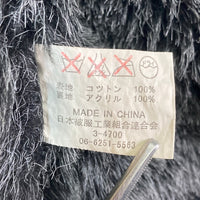 表地 コットン 100%
裏地 アクリル 100%
MADE IN CHINA
日本被服工業組合連合会
3-4700
06-6251-5553